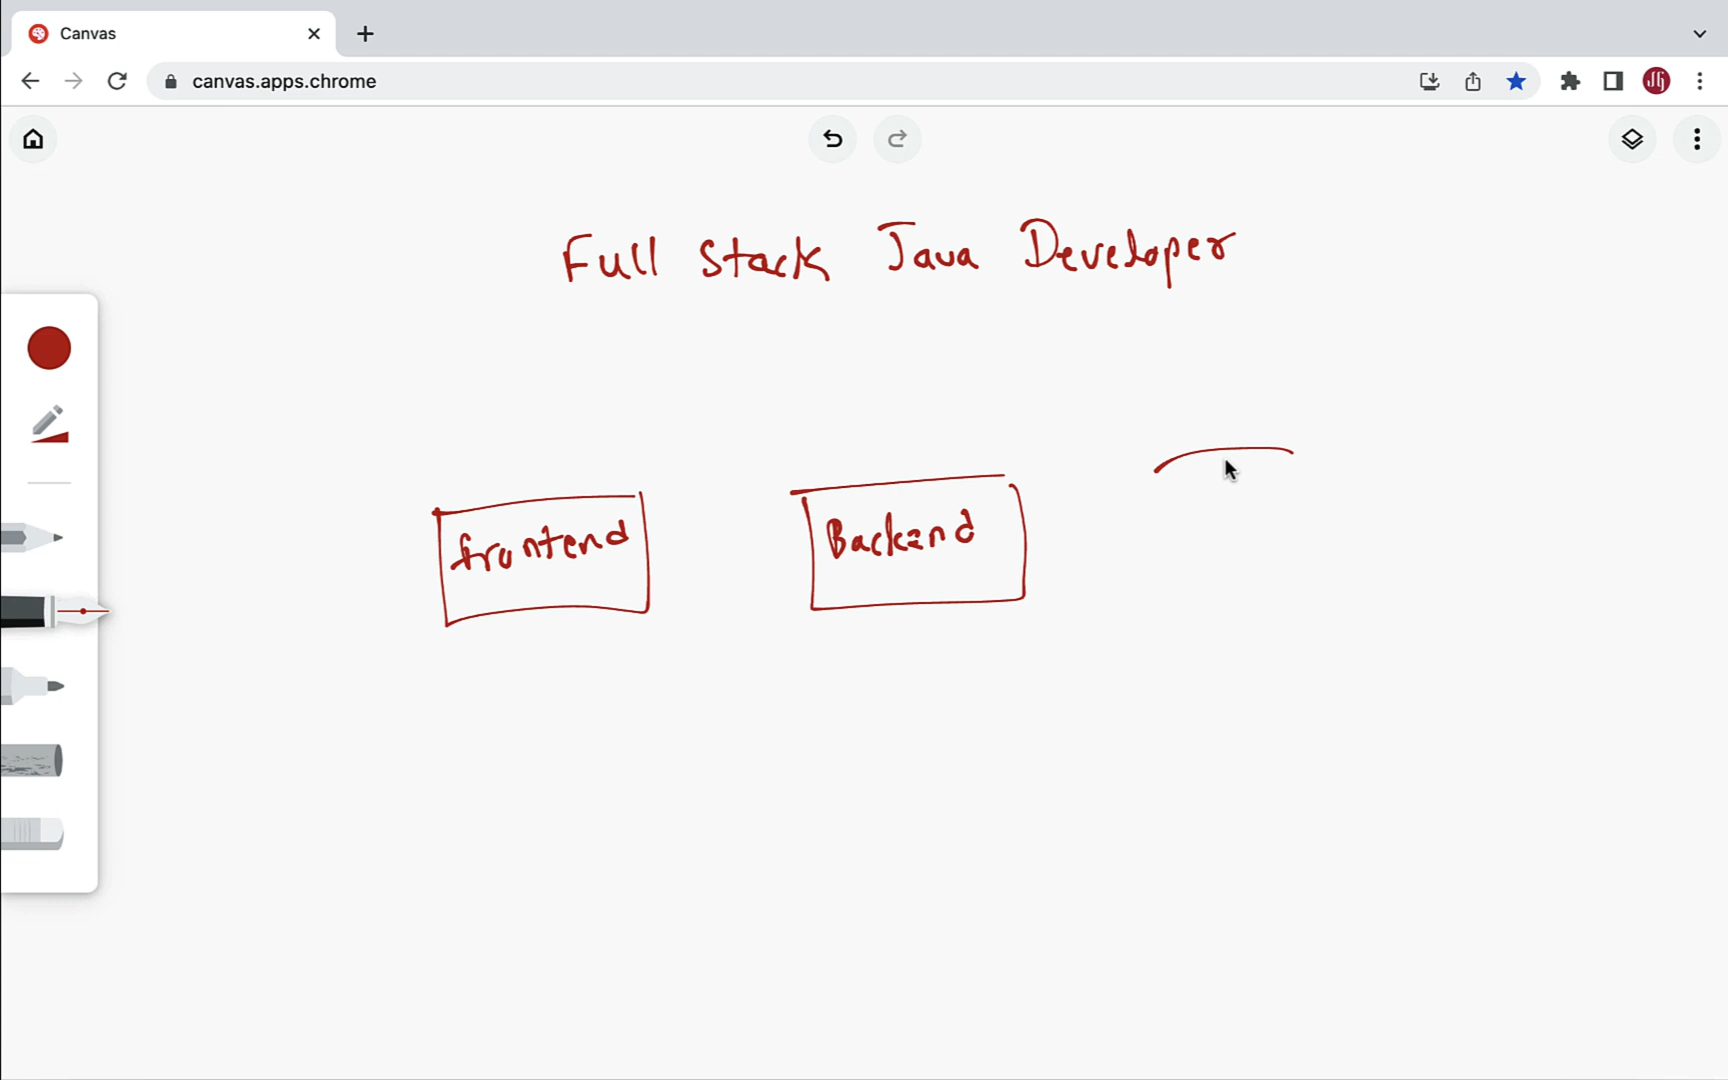 Canvas
canvas.apps.chrome
Full Stack Java Developer
frontend
Backend